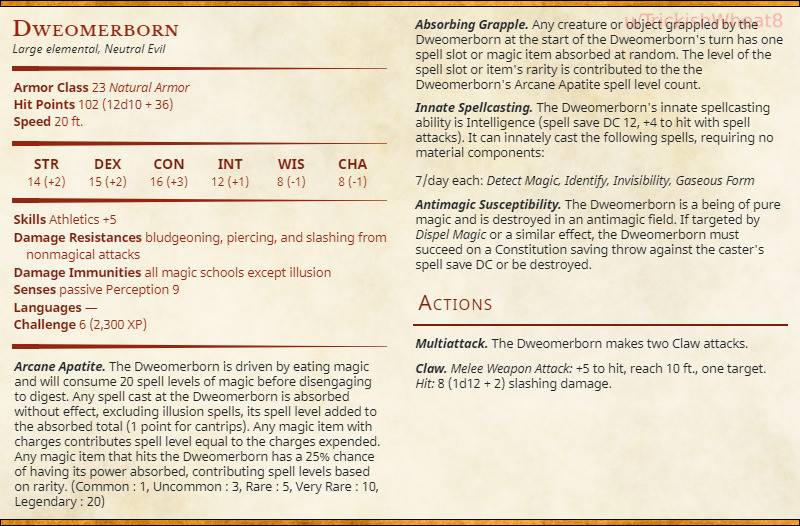 Dweomerborn
Large elemental, Neutral Evil
Armor Class 23 Natural Armor
Hit Points 102 (12d10 + 36)
Speed 20 ft.
STR DEX CON INT WIS CHA
14 (+2) 15 (+2) 16 (+3) 12 (+1) 8 (-1) 8 (-1)
Skills Athletics +5
Damage Resistances bludgeoning, piercing, and slashing from
nonmagical attacks
Damage Immunities all magic schools except illusion
Senses passive Perception 9
Languages —
Challenge 6 (2,300 XP)
Arcane Apatite. The Dweomerborn is driven by eating magic
and will consume 20 spell levels of magic before disengaging
to digest. Any spell cast at the Dweomerborn is absorbed
without effect, excluding illusion spells, its spell level added to
the absorbed total (1 point for cantrips). Any magic item with
charges contributes spell level equal to the charges expended.
Any magic item that hits the Dweomerborn has a 25% chance
of having its power absorbed, contributing spell levels based
on rarity. (Common : 1, Uncommon : 3, Rare : 5, Very Rare : 10,
Legendary : 20)
u/TrickishWheat8
Absorbing Grapple. Any creature or object grappled by the
Dweomerborn at the start of the Dweomerborn's turn has one
spell slot or magic item absorbed at random. The level of the
spell slot or item's rarity is contributed to the the
Dweomerborn's Arcane Apatite spell level count.
Innate Spellcasting. The Dweomerborn's innate spellcasting
ability is Intelligence (spell save DC 12, +4 to hit with spell
attacks). It can innately cast the following spells, requiring no
material components:
7/day each: Detect Magic, Identify, Invisibility, Gaseous Form
Antimagic Susceptibility. The Dweomerborn is a being of pure
magic and is destroyed in an antimagic field. If targeted by
Dispel Magic or a similar effect, the Dweomerborn must
succeed on a Constitution saving throw against the caster's
spell save DC or be destroyed.
Actions
Multiattack. The Dweomerborn makes two Claw attacks.
Claw. Melee Weapon Attack: +5 to hit, reach 10 ft., one target.
Hit: 8 (1d12 + 2) slashing damage.